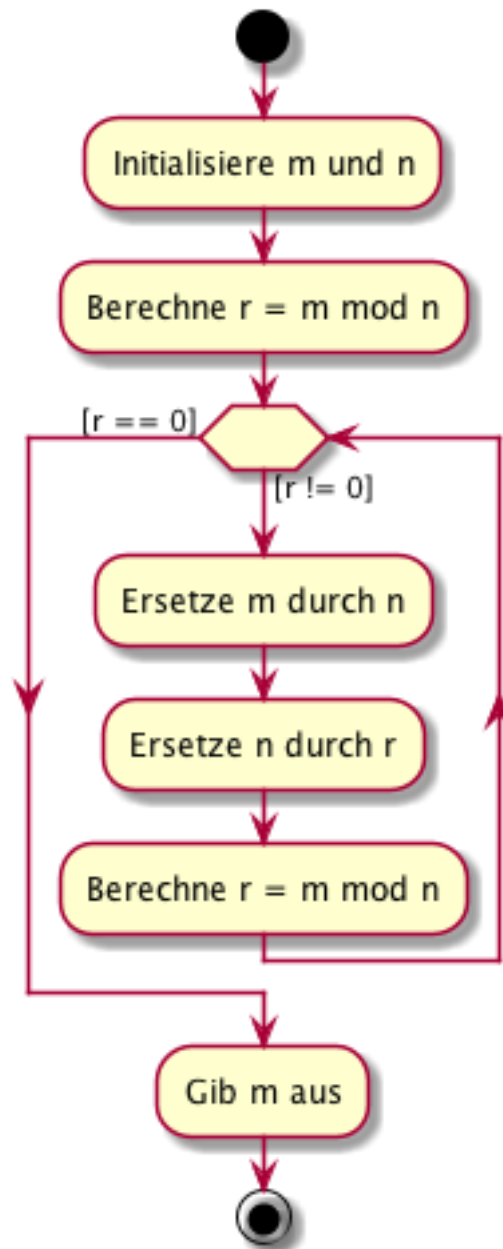 Initialisiere m und n
Berechne r = m mod n
[r == 0]
[r != 0]
Ersetze m durch n
Ersetze n durch r
Berechne r = m mod n
Gib m aus